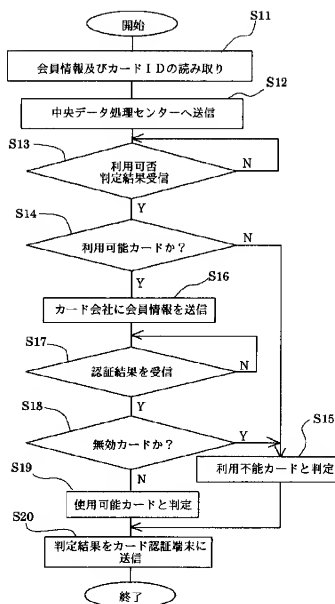 開始
S11
会員情報及びカードIDの読み取り
S12
中央データ処理センターへ送信
S13
利用可否
判定結果受信
N
Y
S14
利用可能カードか？
N
Y
S16
カード会社に会員情報を送信
S17
認証結果を受信
N
Y
S18
無効カードか？
Y
N
S15
利用不能カードと判定
S19
使用可能カードと判定
S20
判定結果をカード認証端末に
送信
終了